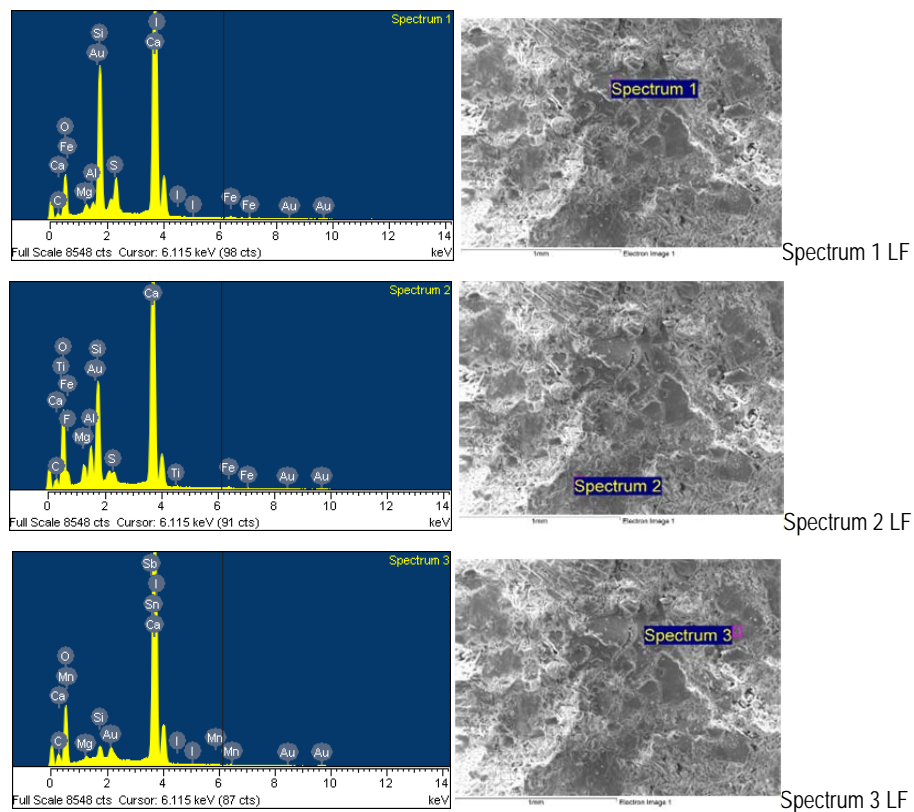 Spectrum 1
I
Si
Ca
Au
O
Fe
Ca
Al
S
Mg
C
I
I
Fe
Fe
Au
Au
0 2 4 6 8 10 12 14
Full Scale 8548 cts Cursor: 6.115 keV (98 cts) keV
Spectrum 1
1mm Electron Image 1
Spectrum 1 LF
Spectrum 2
Ca
O
Si
Ti
Au
Fe
Ca
F
Al
Mg
S
C
Ti
Fe
Fe
Au
Au
0 2 4 6 8 10 12 14
Full Scale 8548 cts Cursor: 6.115 keV (91 cts) keV
Spectrum 2
1mm Electron Image 1
Spectrum 2 LF
Spectrum 3
Sb
I
Sn
Ca
O
Mn
Ca
Si
Au
C
Mg
I
I
Mn
Mn
Au
Au
0 2 4 6 8 10 12 14
Full Scale 8548 cts Cursor: 6.115 keV (87 cts) keV
Spectrum 3
1mm Electron Image 1
Spectrum 3 LF